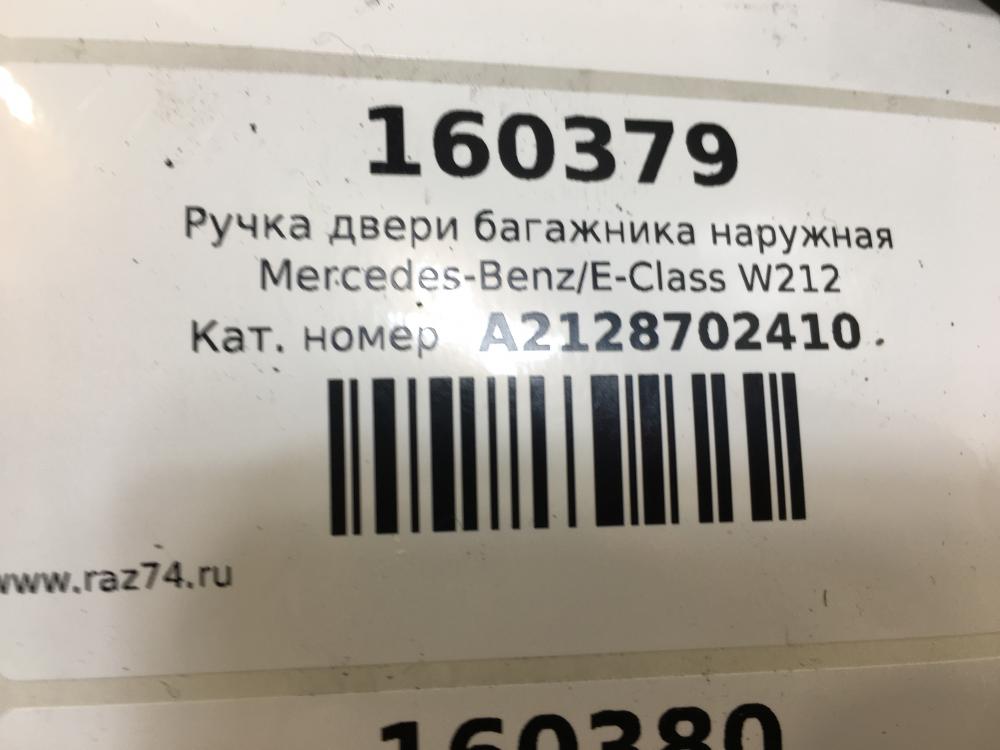 160379
Ручка двери багажника наружная
Mercedes-Benz/E-Class W212
Кат. номер A2128702410
www.raz74.ru
160380